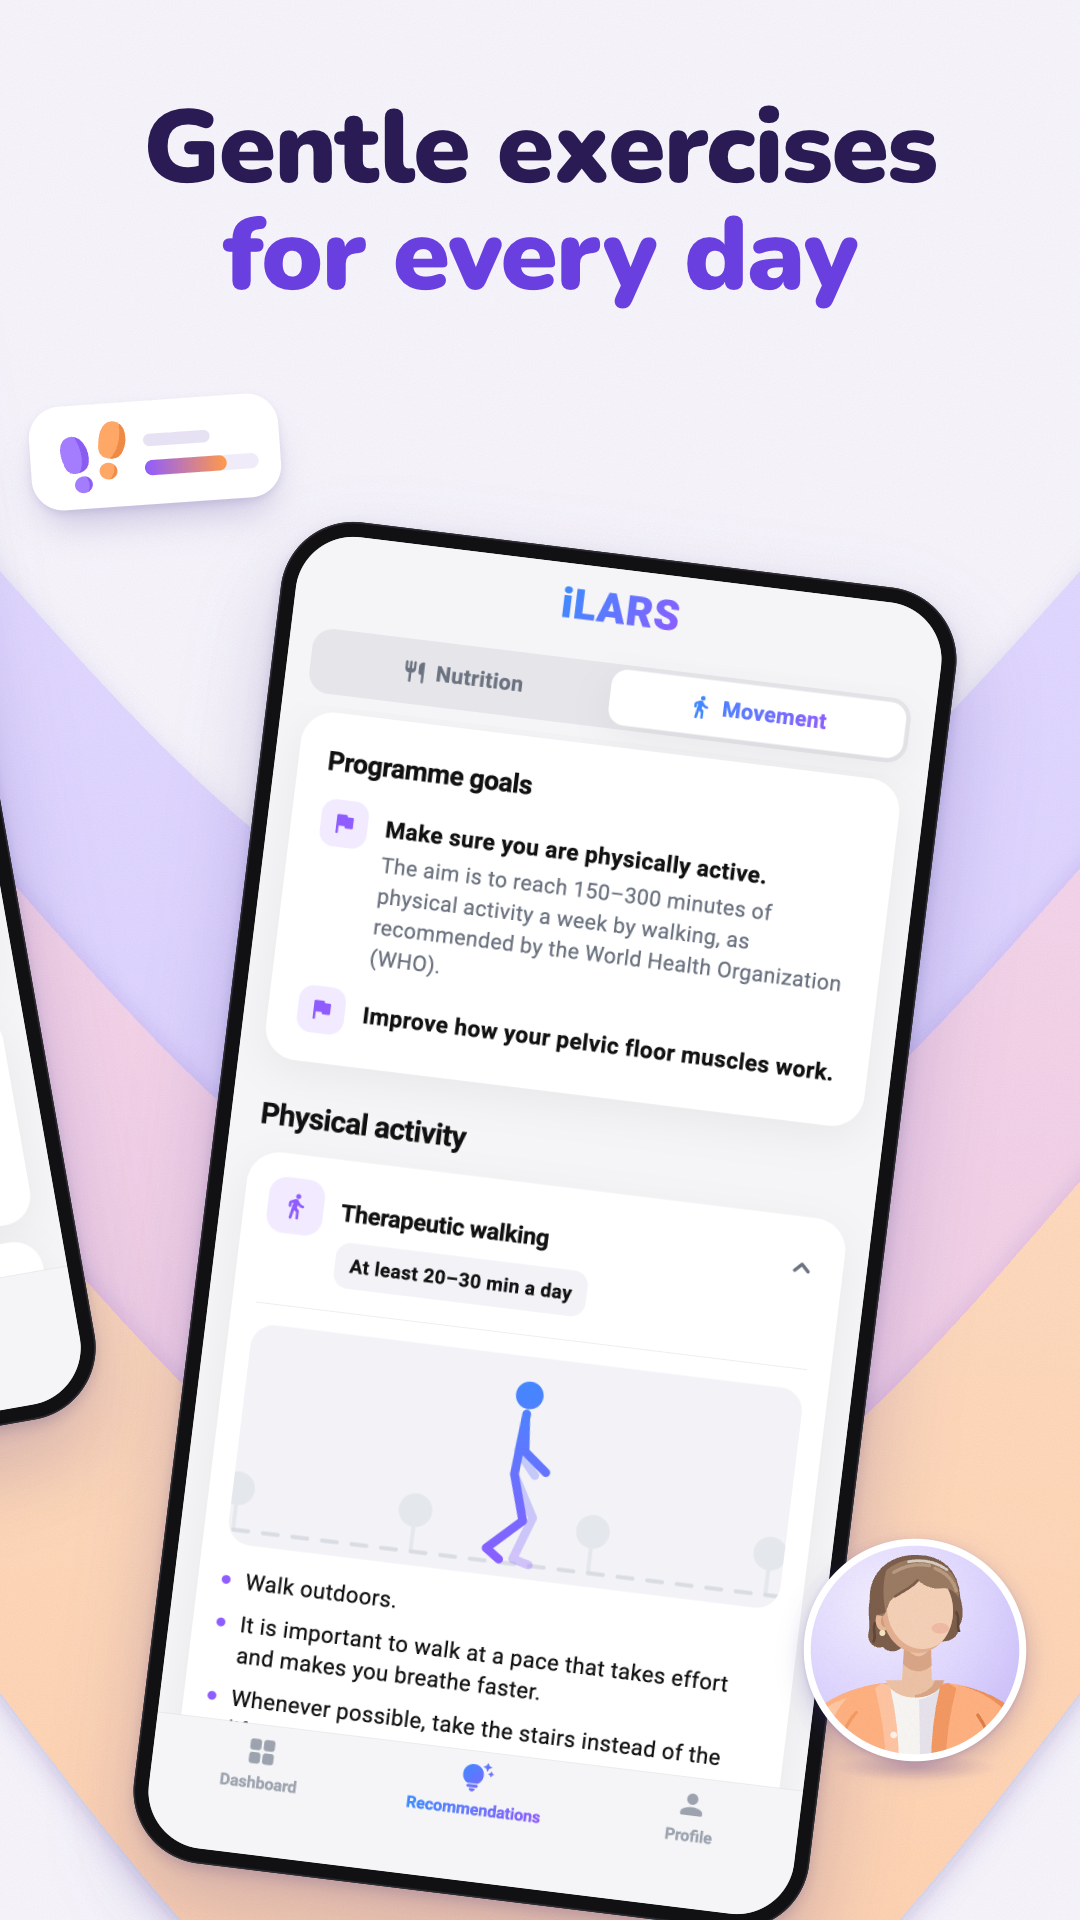 Gentle exercises
for every day
iLARS
Nutrition
Movement
Programme goals
Make sure you are physically active.
The aim is to reach 150–300 minutes of
physical activity a week by walking, as
recommended by the World Health Organization
(WHO).
Improve how your pelvic floor muscles work.
Physical activity
Therapeutic walking
At least 20–30 min a day
Walk outdoors.
It is important to walk at a pace that takes effort
and makes you breathe faster.
Whenever possible, take the stairs instead of the
Dashboard
Recommendations
Profile